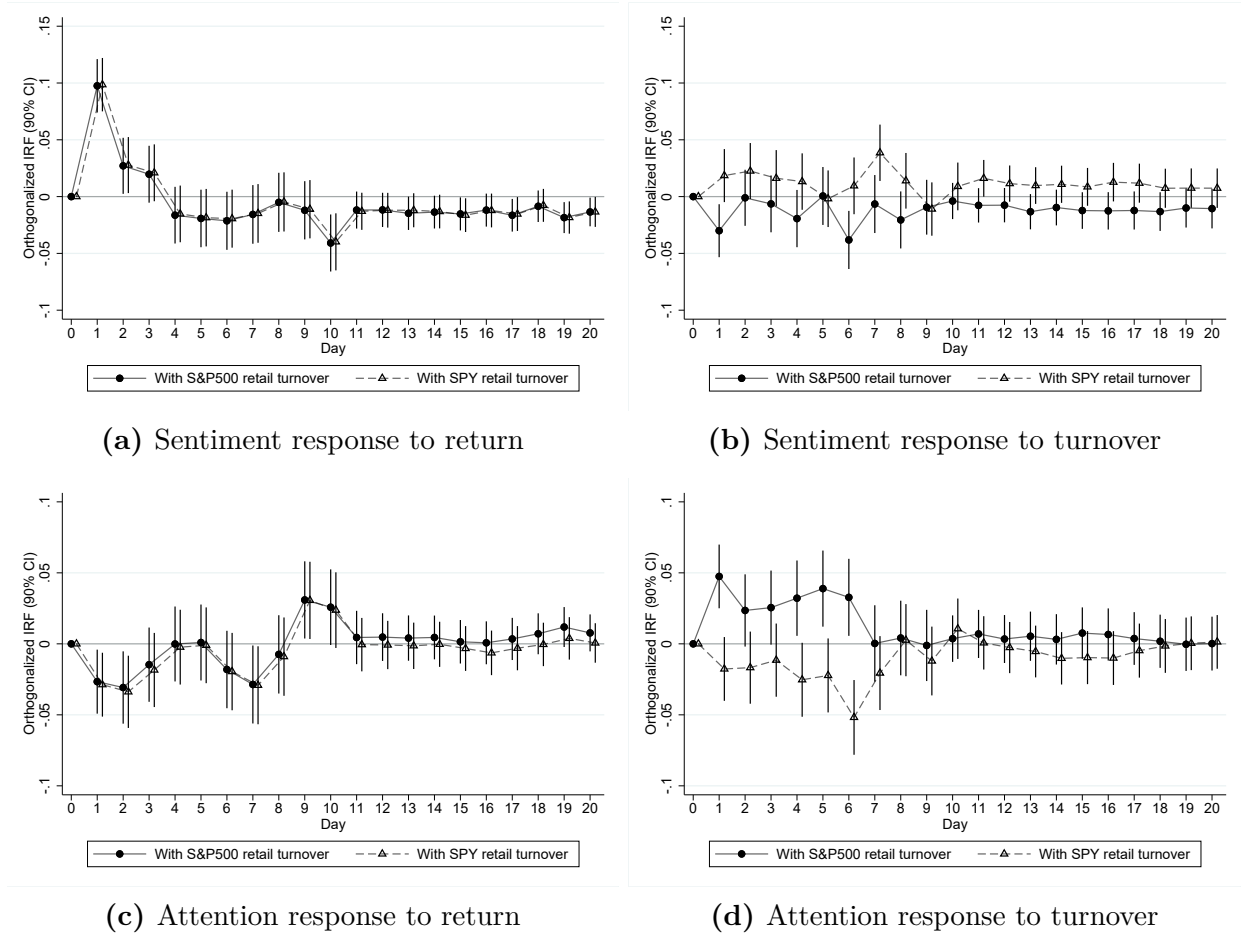 Orthogonalized IRF (90% CI)
.15
.1
.05
0
-.05
-.1
0 1 2 3 4 5 6 7 8 9 10 11 12 13 14 15 16 17 18 19 20
Day
With S&P500 retail turnover With SPY retail turnover
(a) Sentiment response to return
Orthogonalized IRF (90% CI)
.15
.1
.05
0
-.05
-.1
0 1 2 3 4 5 6 7 8 9 10 11 12 13 14 15 16 17 18 19 20
Day
With S&P500 retail turnover With SPY retail turnover
(b) Sentiment response to turnover
Orthogonalized IRF (90% CI)
.1
.05
0
-.05
-.1
0 1 2 3 4 5 6 7 8 9 10 11 12 13 14 15 16 17 18 19 20
Day
With S&P500 retail turnover With SPY retail turnover
(c) Attention response to return
Orthogonalized IRF (90% CI)
.1
.05
0
-.05
-.1
0 1 2 3 4 5 6 7 8 9 10 11 12 13 14 15 16 17 18 19 20
Day
With S&P500 retail turnover With SPY retail turnover
(d) Attention response to turnover